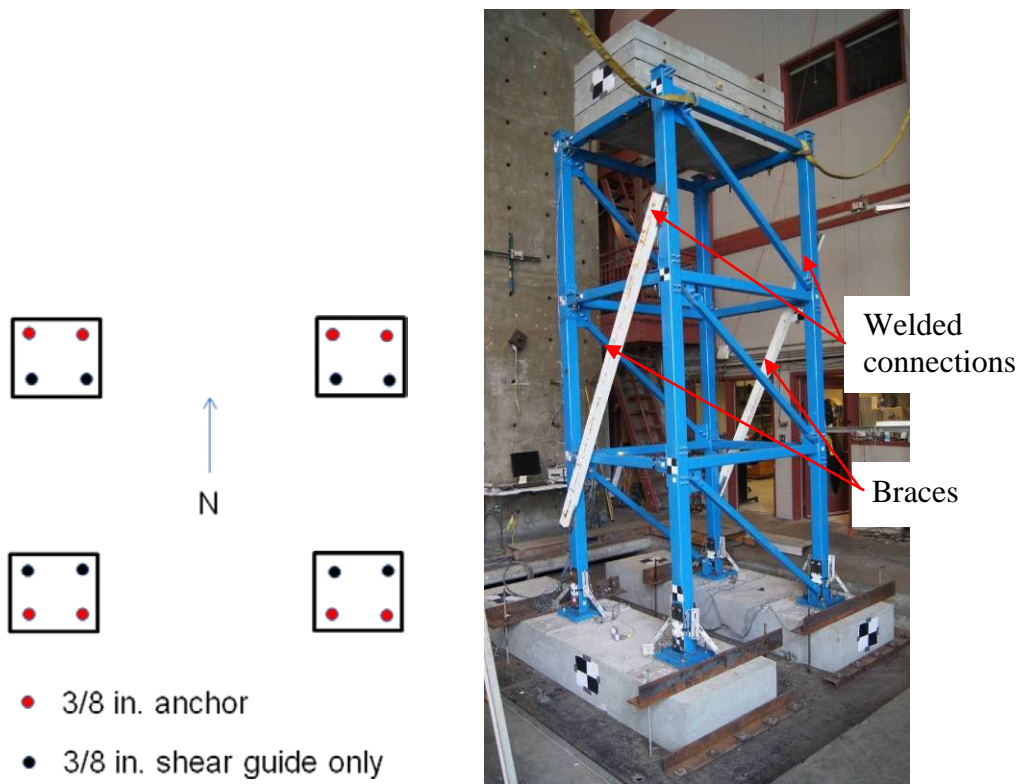 N
3/8 in. anchor
3/8 in. shear guide only
Welded
connections
Braces